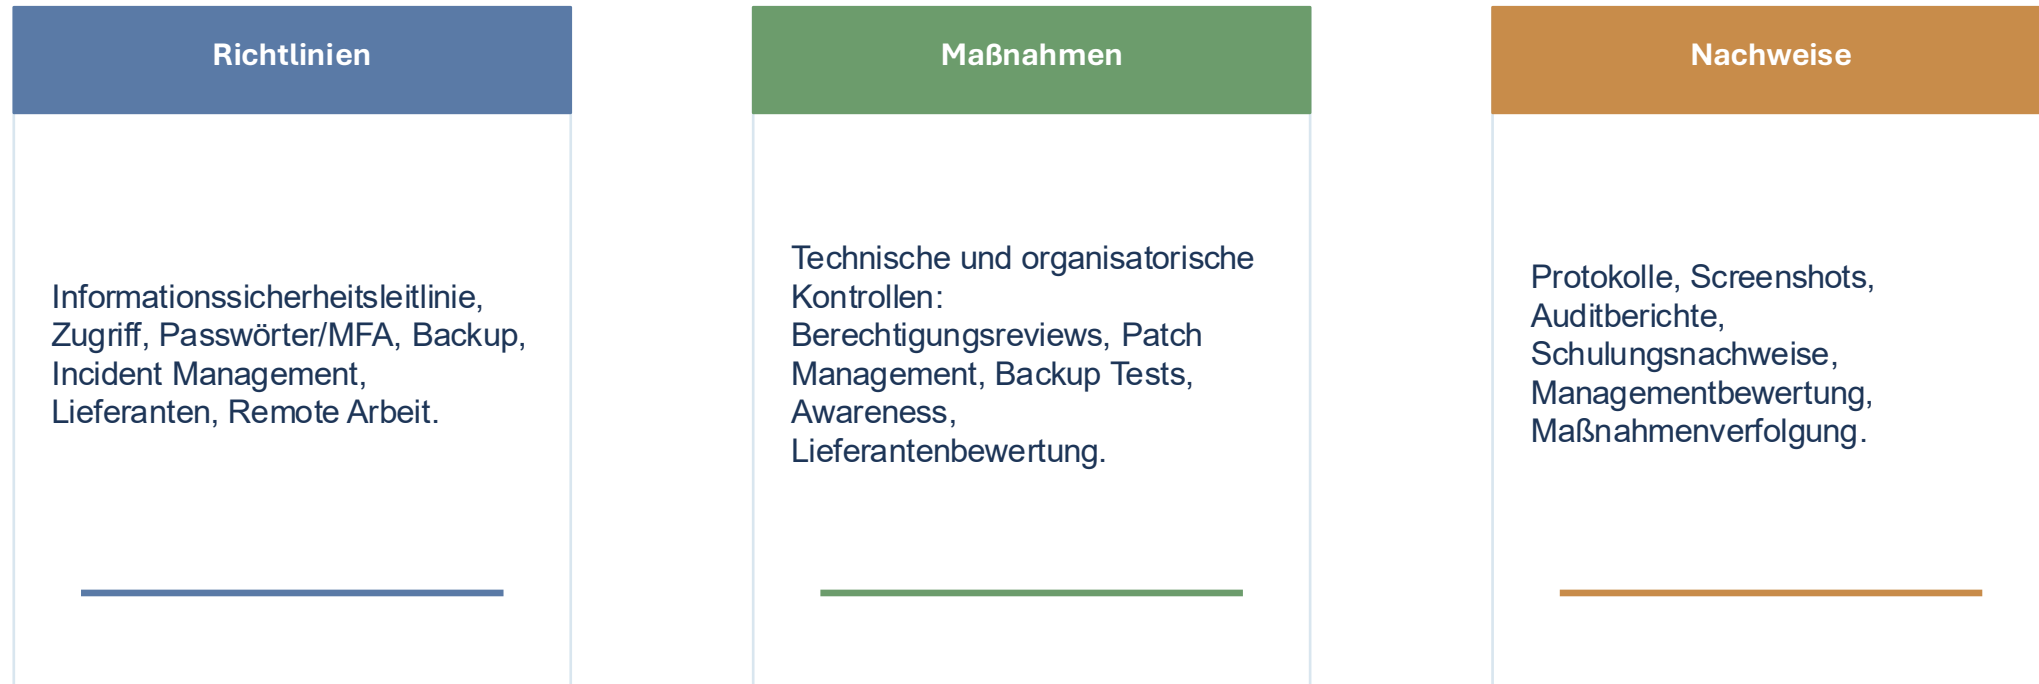 Richtlinien
Informationssicherheitsleitlinie,
Zugriff, Passwörter/MFA, Backup,
Incident Management,
Lieferanten, Remote Arbeit.
Maßnahmen
Technische und organisatorische
Kontrollen:
Berechtigungsreviews, Patch
Management, Backup Tests,
Awareness,
Lieferantenbewertung.
Nachweise
Protokolle, Screenshots,
Auditberichte,
Schulungsnachweise,
Managementbewertung,
Maßnahmenverfolgung.